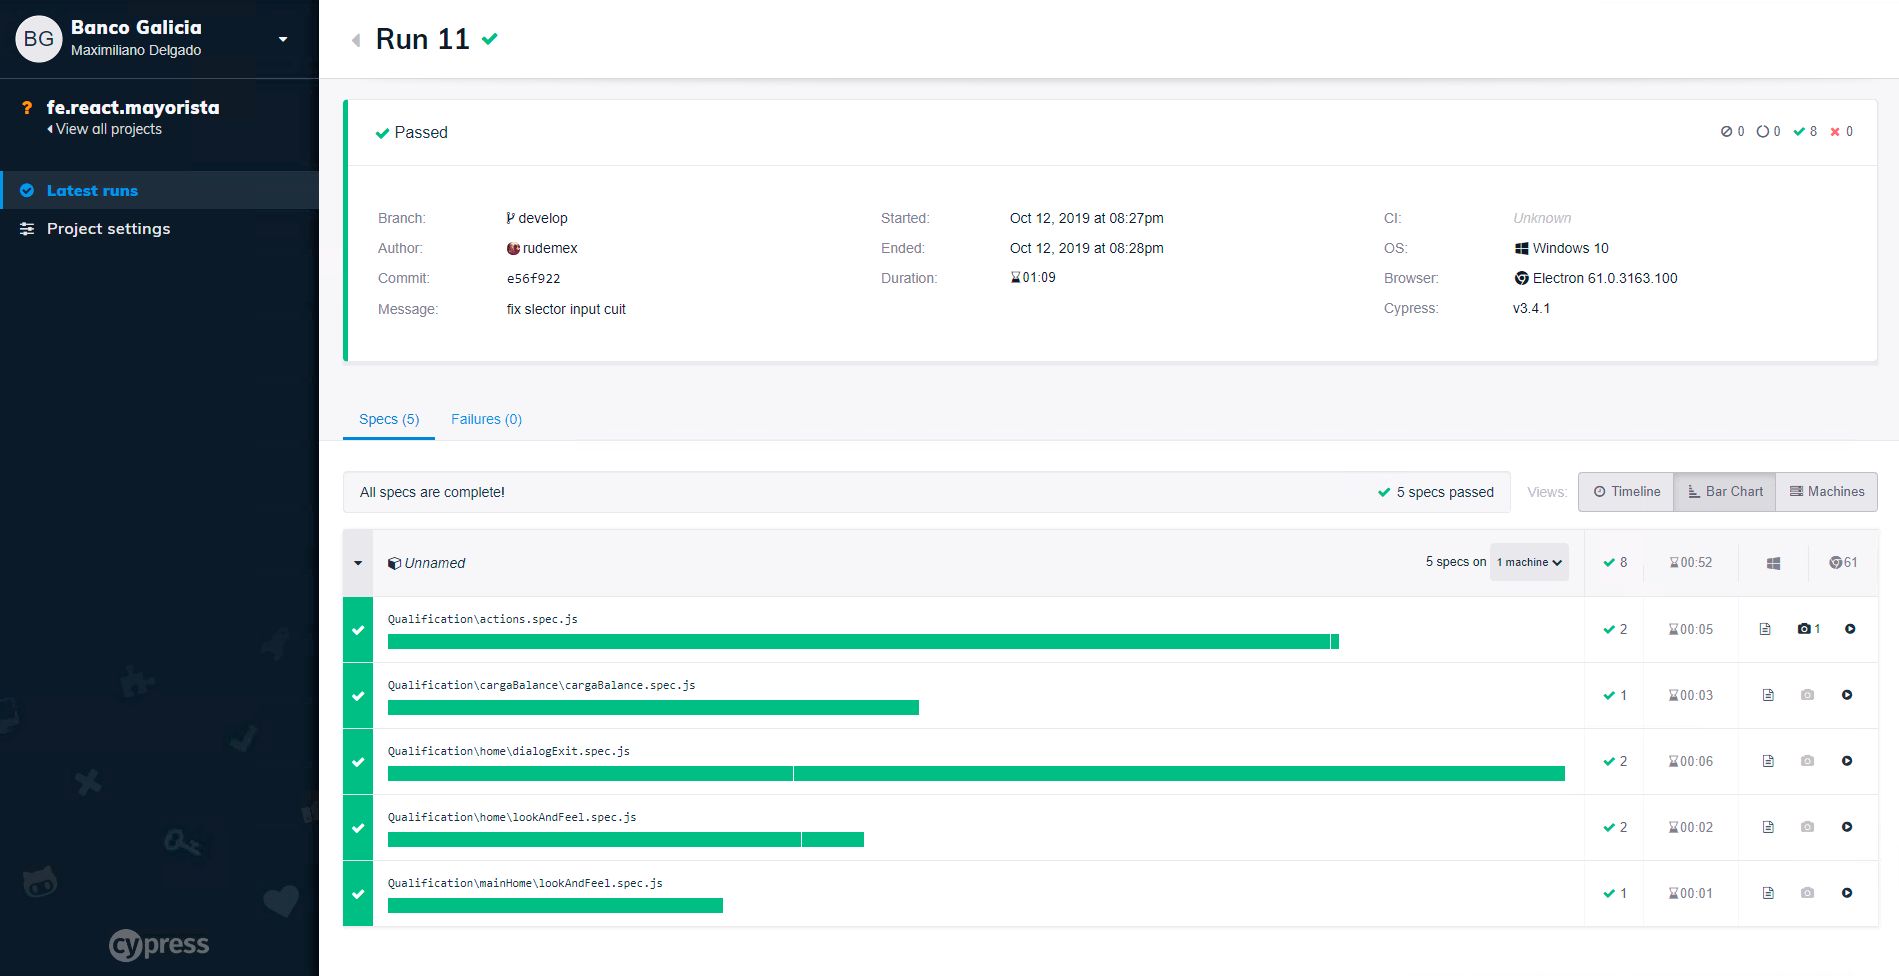 BG Banco Galicia
Maximiliano Delgado
? fe.react.mayorista
View all projects
Latest runs
Project settings
cypress
Run 11
Passed
0 0 8 0
Branch: develop
Author: rudemex
Commit: e56f922
Message: fix slector input cuit
Started: Oct 12, 2019 at 08:27pm
Ended: Oct 12, 2019 at 08:28pm
Duration: 01:09
CI: Unknown
OS: Windows 10
Browser: Electron 61.0.3163.100
Cypress: v3.4.1
Specs (5) Failures (0)
All specs are complete! 5 specs passed Views: Timeline Bar Chart Machines
Unnamed 5 specs on 1 machine 8 00:52 61
Qualification\actions.spec.js
2 00:05 1
Qualification\cargaBalance\cargaBalance.spec.js
1 00:03
Qualification\home\dialogExit.spec.js
2 00:06
Qualification\home\lookAndFeel.spec.js
2 00:02
Qualification\mainHome\lookAndFeel.spec.js
1 00:01